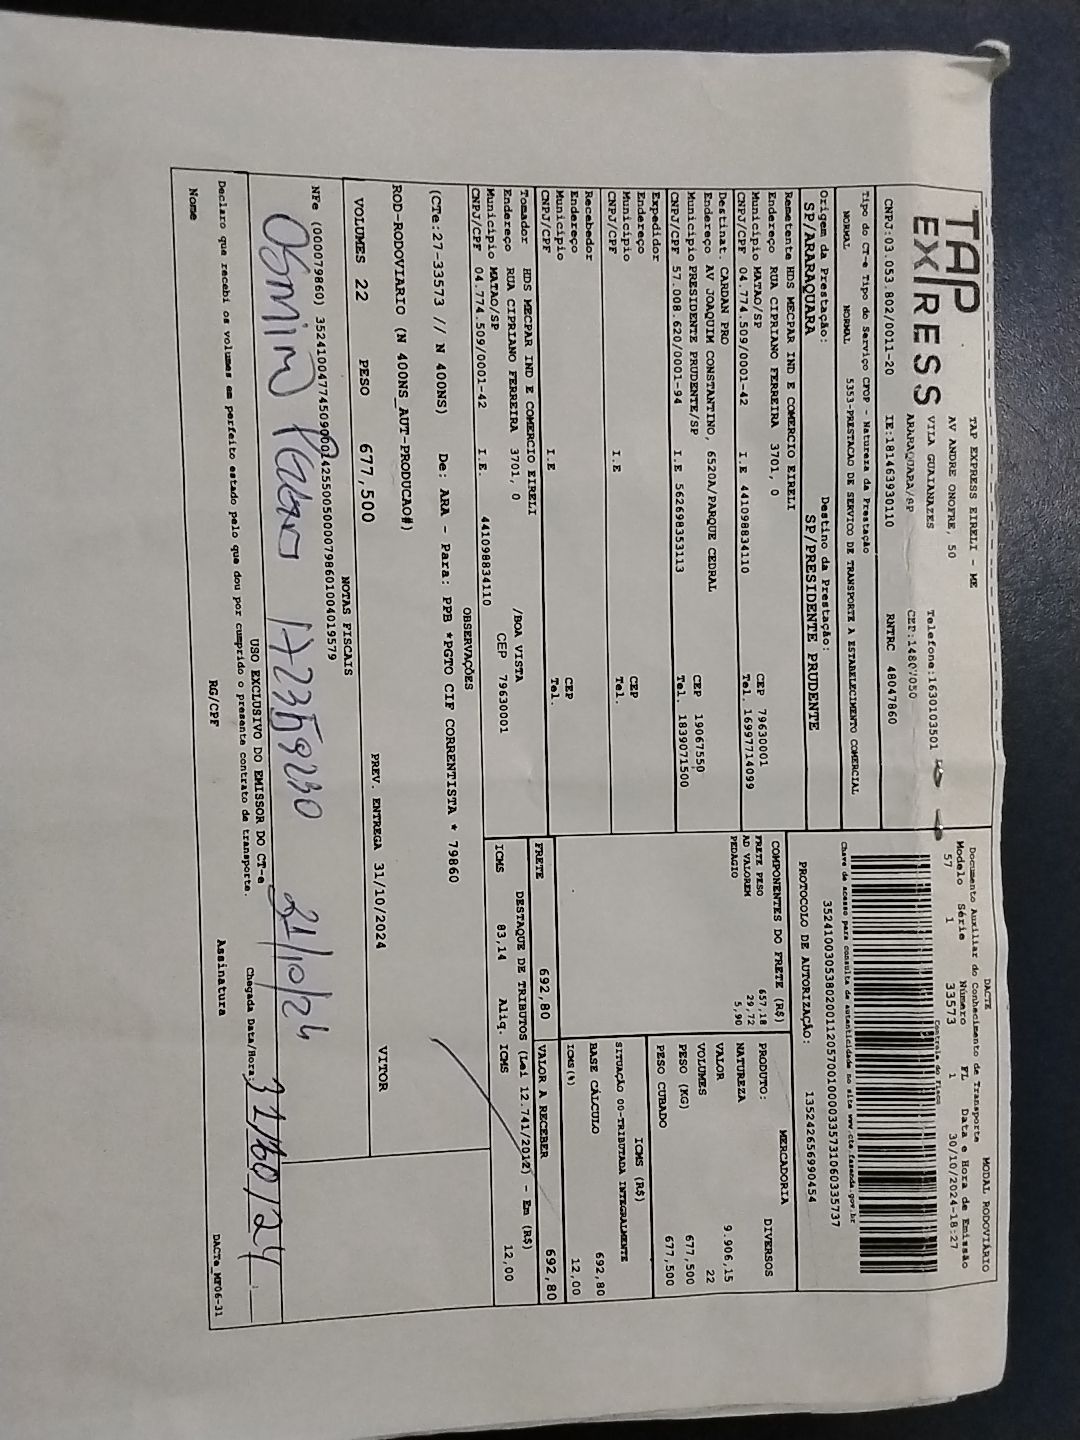 TAP
EXPRESS
TAP EXPRESS EIRELI - ME
AV ANDRE ONOFRE, 50
VILA GUAIANAZES
ARARAQUARA/SP
Telefone:1630103501
CEP:14807050
CNPJ:03.053.802/0011-20 IE:181463930110 RNTRC 48047860
DACTE
MODAL RODOVIÁRIO
Documento Auxiliar do Conhecimento de Transporte
Modelo Série Número FL Data e Hora de Emissão
57 1 33573 1 30/10/2024-18:27
Controle do Fisco
Chave de acesso para consulta de autenticidade no site www.cte.fazenda.gov.br
35241003053802001120570010000335731060335737
PROTOCOLO DE AUTORIZAÇÃO: 135242656990454
Tipo do CT-e Tipo do Serviço CFOP - Natureza da Prestação
NORMAL NORMAL 5353-PRESTACAO DE SERVICO DE TRANSPORTE A ESTABELECIMENTO COMERCIAL
Origem da Prestação: Destino da Prestação:
SP/ARARAQUARA SP/PRESIDENTE PRUDENTE
Remetente HDS MECPAR IND E COMERCIO EIRELI
Endereço RUA CIPRIANO FERREIRA 3701, 0
Município MATAO/SP CEP 79630001
CNPJ/CPF 04.774.509/0001-42 I.E 441098834110 Tel. 16997714099
Destinat. CARDAN PRO
Endereço AV JOAQUIM CONSTANTINO, 6520A/PARQUE CEDRAL
Município PRESIDENTE PRUDENTE/SP CEP 19067550
CNPJ/CPF 57.008.620/0001-94 I.E 562698353113 Tel. 1839071500
Expedidor
Endereço
Município CEP
CNPJ/CPF I.E Tel.
Recebedor
Endereço
Município CEP
CNPJ/CPF I.E Tel.
Tomador HDS MECPAR IND E COMERCIO EIRELI
Endereço RUA CIPRIANO FERREIRA 3701, 0 /BOA VISTA
Município MATAO/SP CEP 79630001
CNPJ/CPF 04.774.509/0001-42 I.E. 441098834110
COMPONENTES DO FRETE (R$)
FRETE PESO 657,18
AD VALOREM 29,72
PEDAGIO 5,90
MERCADORIA
PRODUTO: DIVERSOS
NATUREZA
VALOR 9.906,15
VOLUMES 22
PESO (KG) 677,500
PESO CUBADO 677,500
ICMS (R$)
SITUAÇÃO 00-TRIBUTADA INTEGRALMENTE
BASE CÁLCULO 692,80
ICMS(%) 12,00
FRETE 692,80 VALOR A RECEBER 692,80
DESTAQUE DE TRIBUTOS (Lei 12.741/2012) - Em (R$)
ICMS 83,14 Aliq. ICMS 12,00
OBSERVAÇÕES
(CTe:27-33573 // N 400NS) De: ARA - Para: PPB *PGTO CIF CORRENTISTA * 79860
ROD-RODOVIARIO (N 400NS_AUT-PRODUCAO#)
VOLUMES 22 PESO 677,500 PREV. ENTREGA 31/10/2024 VITOR
NOTAS FISCAIS
NFe (000079860) 35241004774509000142550050000798601004019579
172359230 31/10/24
USO EXCLUSIVO DO EMISSOR DO CT-e
Chegada Data/Hora: 31/10/24
Declaro que recebi os volumes em perfeito estado pelo que dou por cumprido o presente contrato de transporte.
Nome RG/CPF Assinatura
DACTe_MF06-31